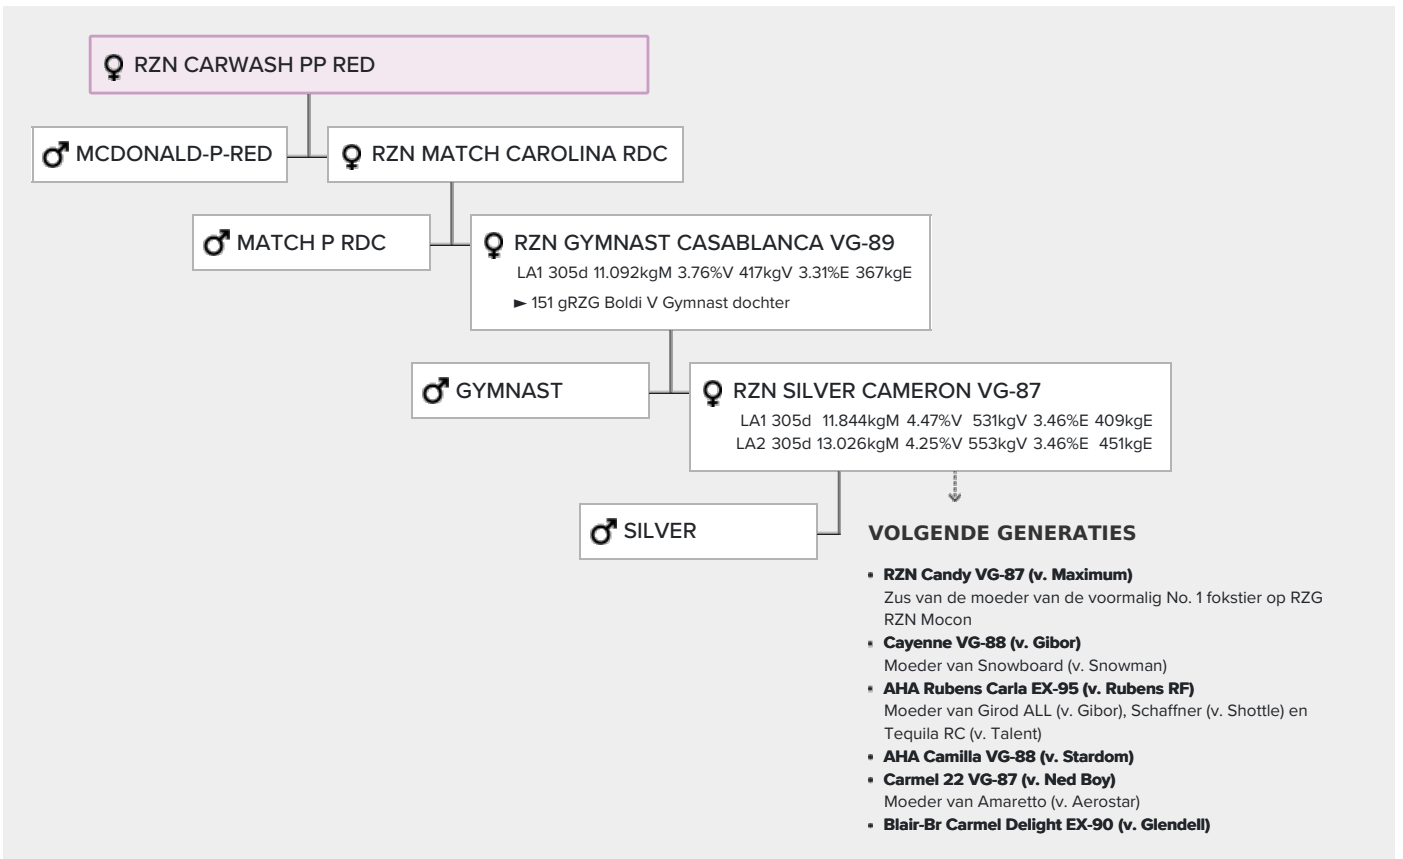 RZN CARWASH PP RED
MCDONALD-P-RED
RZN MATCH CAROLINA RDC
MATCH P RDC
RZN GYMNAST CASABLANCA VG-89
LA1 305d 11.092kgM 3.76%V 417kgV 3.31%E 367kgE
► 151 gRZG Boldi V Gymnast dochter
GYMNAST
RZN SILVER CAMERON VG-87
LA1 305d 11.844kgM 4.47%V 531kgV 3.46%E 409kgE
LA2 305d 13.026kgM 4.25%V 553kgV 3.46%E 451kgE
SILVER
VOLGENDE GENERATIES
• RZN Candy VG-87 (v. Maximum)
Zus van de moeder van de voormalig No. 1 fokstier op RZG
RZN Mocon
• Cayenne VG-88 (v. Gibor)
Moeder van Snowboard (v. Snowman)
• AHA Rubens Carla EX-95 (v. Rubens RF)
Moeder van Girod ALL (v. Gibor), Schaffner (v. Shottle) en
Tequila RC (v. Talent)
• AHA Camilla VG-88 (v. Stardom)
• Carmel 22 VG-87 (v. Ned Boy)
Moeder van Amaretto (v. Aerostar)
• Blair-Br Carmel Delight EX-90 (v. Glendell)